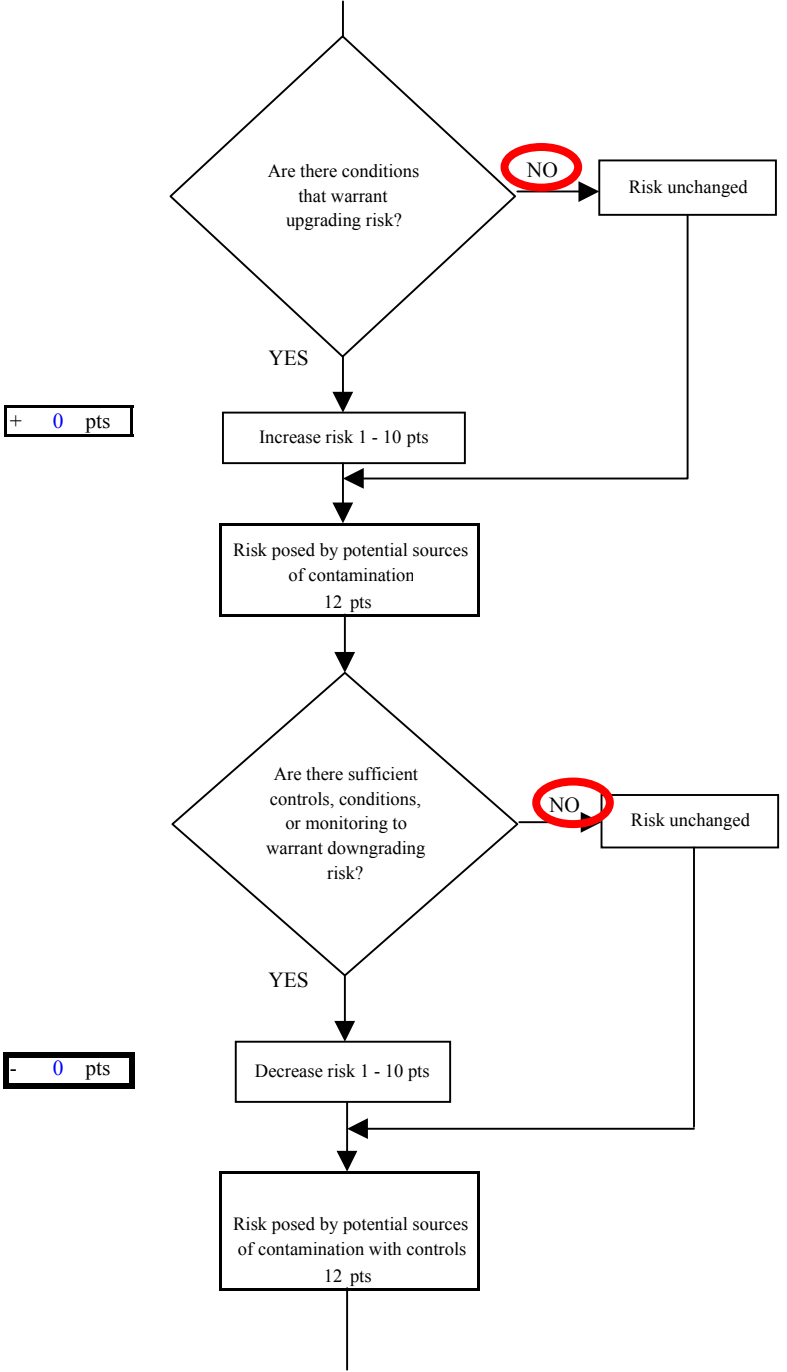 Are there conditions
that warrant
upgrading risk?
NO
Risk unchanged
YES
+ 0 pts
Increase risk 1 - 10 pts
Risk posed by potential sources
of contamination
12 pts
Are there sufficient
controls, conditions,
or monitoring to
warrant downgrading
risk?
NO
Risk unchanged
YES
- 0 pts
Decrease risk 1 - 10 pts
Risk posed by potential sources
of contamination with controls
12 pts